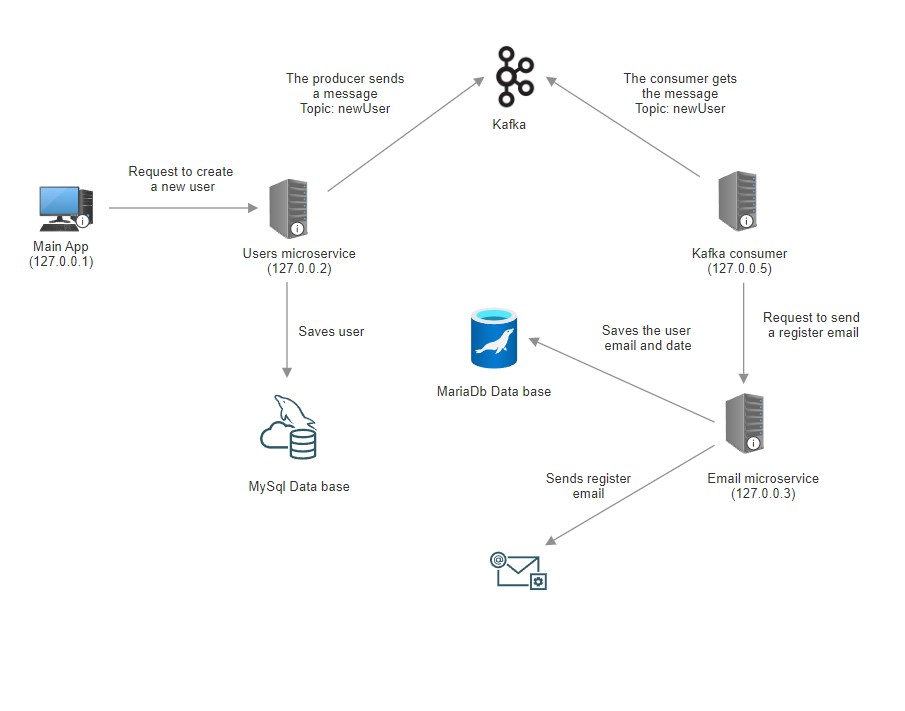 The producer sends
a message
Topic: newUser
Kafka
The consumer gets
the message
Topic: newUser
Request to create
a new user
Main App
(127.0.0.1)
Users microservice
(127.0.0.2)
Kafka consumer
(127.0.0.5)
Saves user
Saves the user
email and date
Request to send
a register email
MariaDb Data base
MySql Data base
Sends register
email
Email microservice
(127.0.0.3)
@